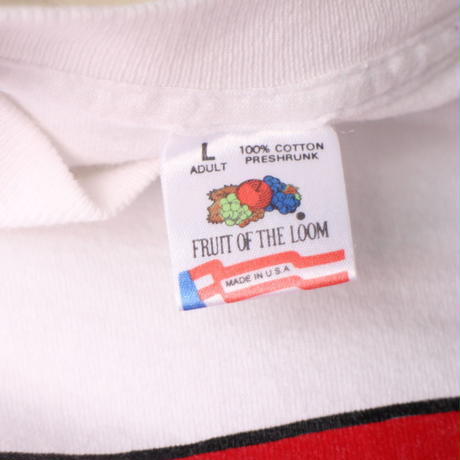 L 100% COTTON
ADULT PRESHRUNK
FRUIT OF THE LOOM
MADE IN U.S.A